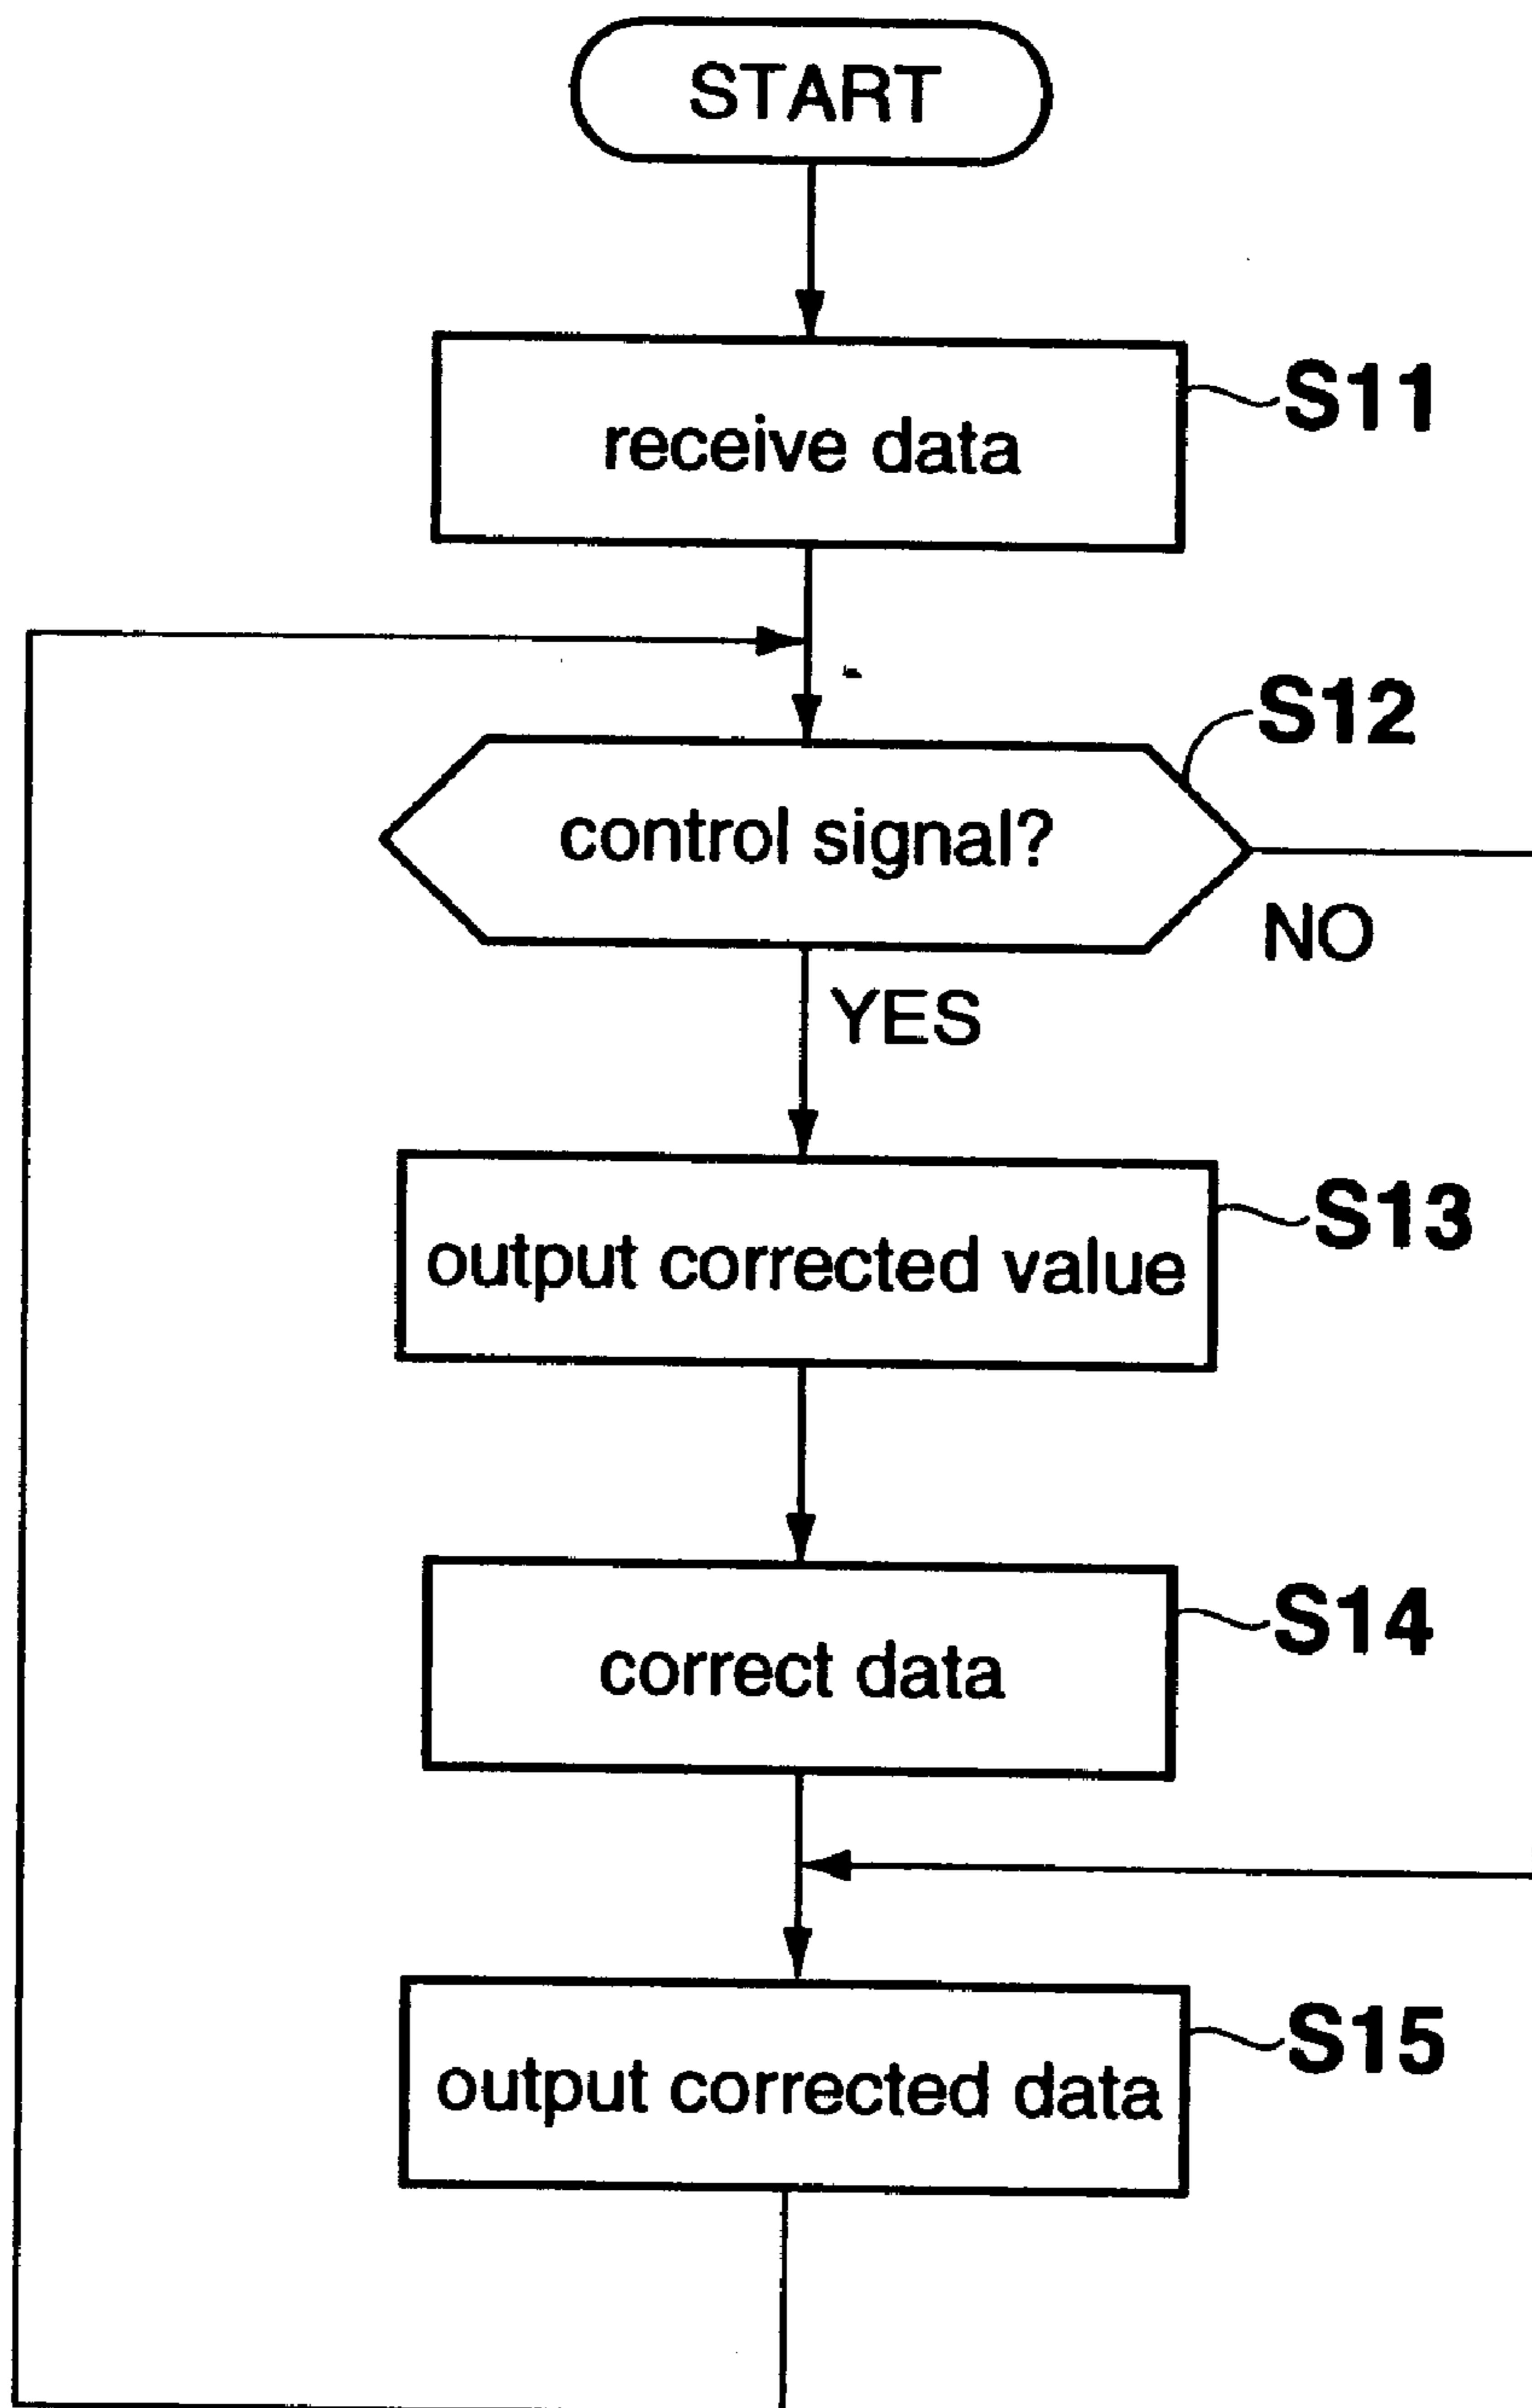 START
receive data
S11
S12
control signal?
NO
YES
S13
output corrected value
S14
correct data
S15
output corrected data